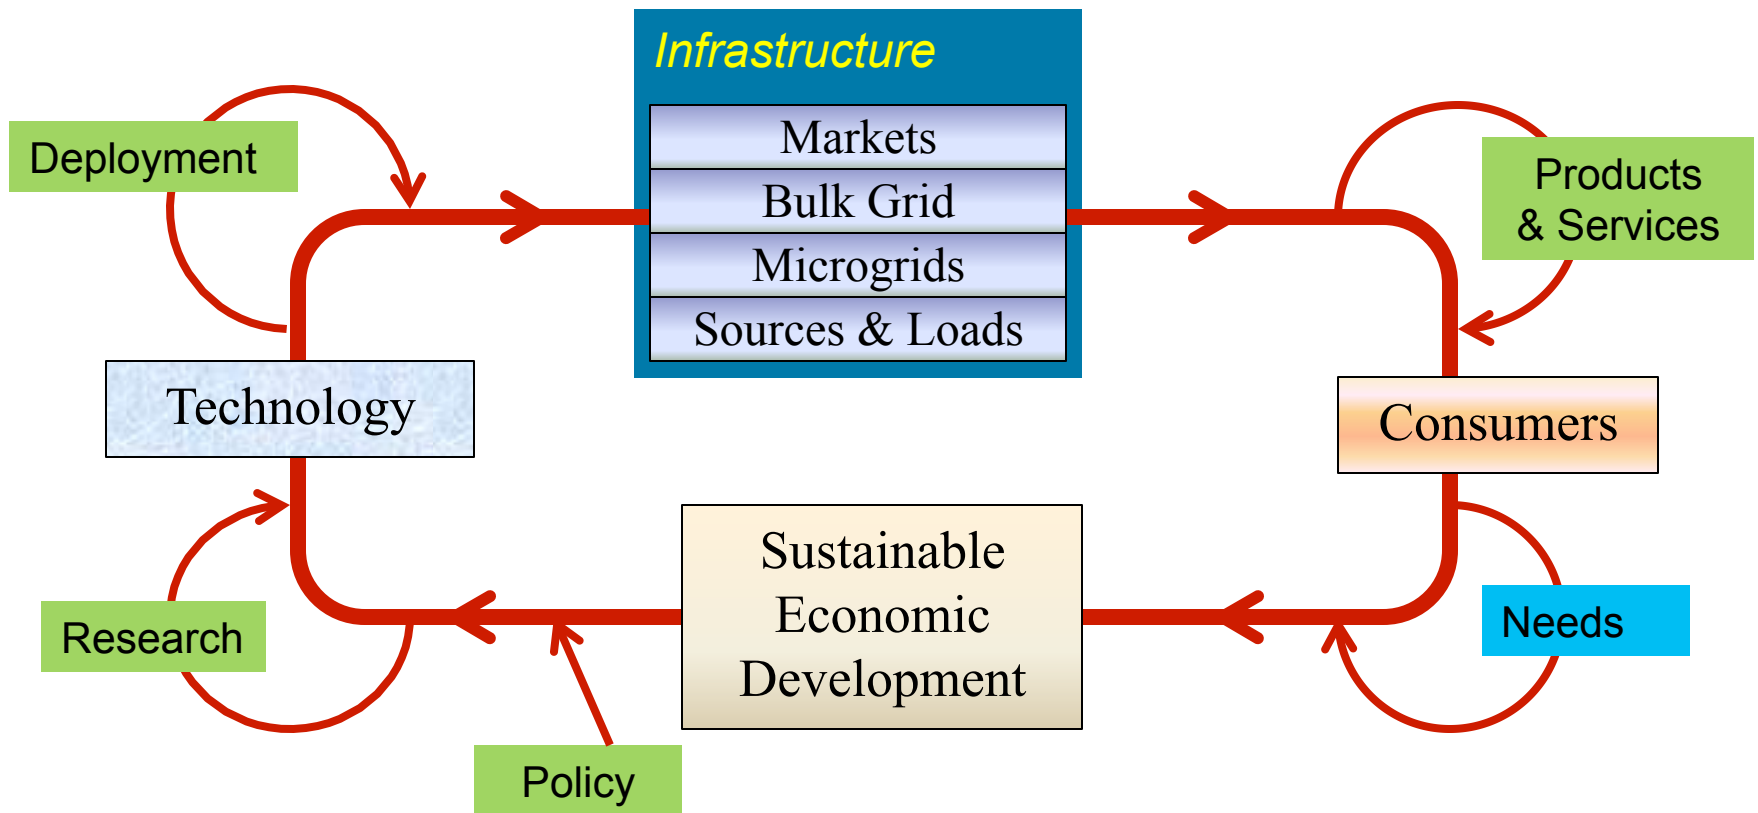 Infrastructure
Markets
Bulk Grid
Microgrids
Sources & Loads
Deployment
Products
& Services
Technology
Consumers
Sustainable
Economic
Development
Research
Needs
Policy